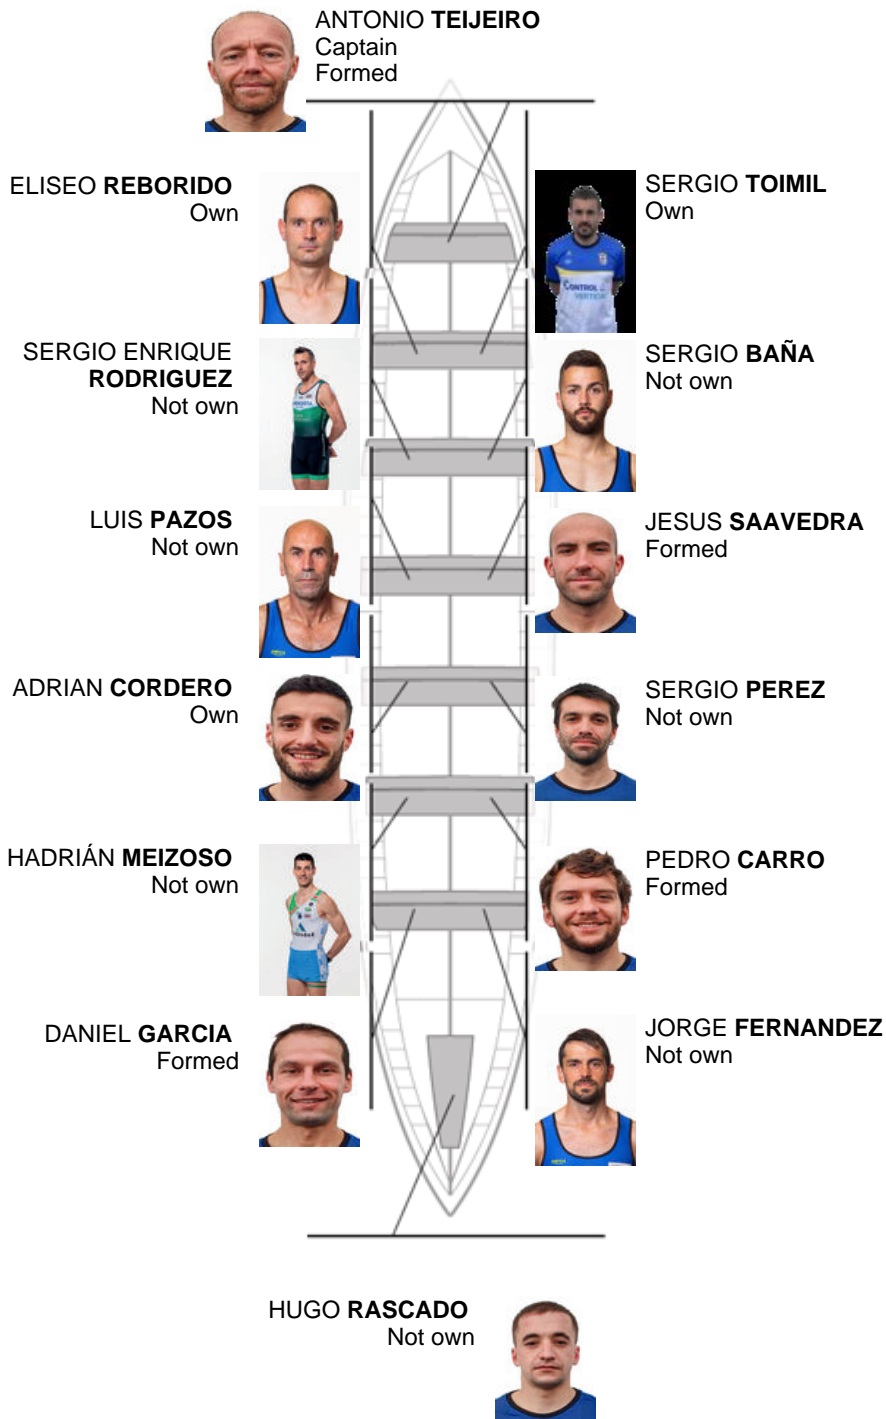 ANTONIO TEIJEIRO
Captain
Formed
ELISEO REBORIDO
Own
SERGIO TOIMIL
Own
CONTROL
VERTICAL
SERGIO ENRIQUE
RODRIGUEZ
Not own
SERGIO BAÑA
Not own
LUIS PAZOS
Not own
JESUS SAAVEDRA
Formed
ADRIAN CORDERO
Own
SERGIO PEREZ
Not own
HADRIÁN MEIZOSO
Not own
PEDRO CARRO
Formed
DANIEL GARCIA
Formed
JORGE FERNANDEZ
Not own
HUGO RASCADO
Not own